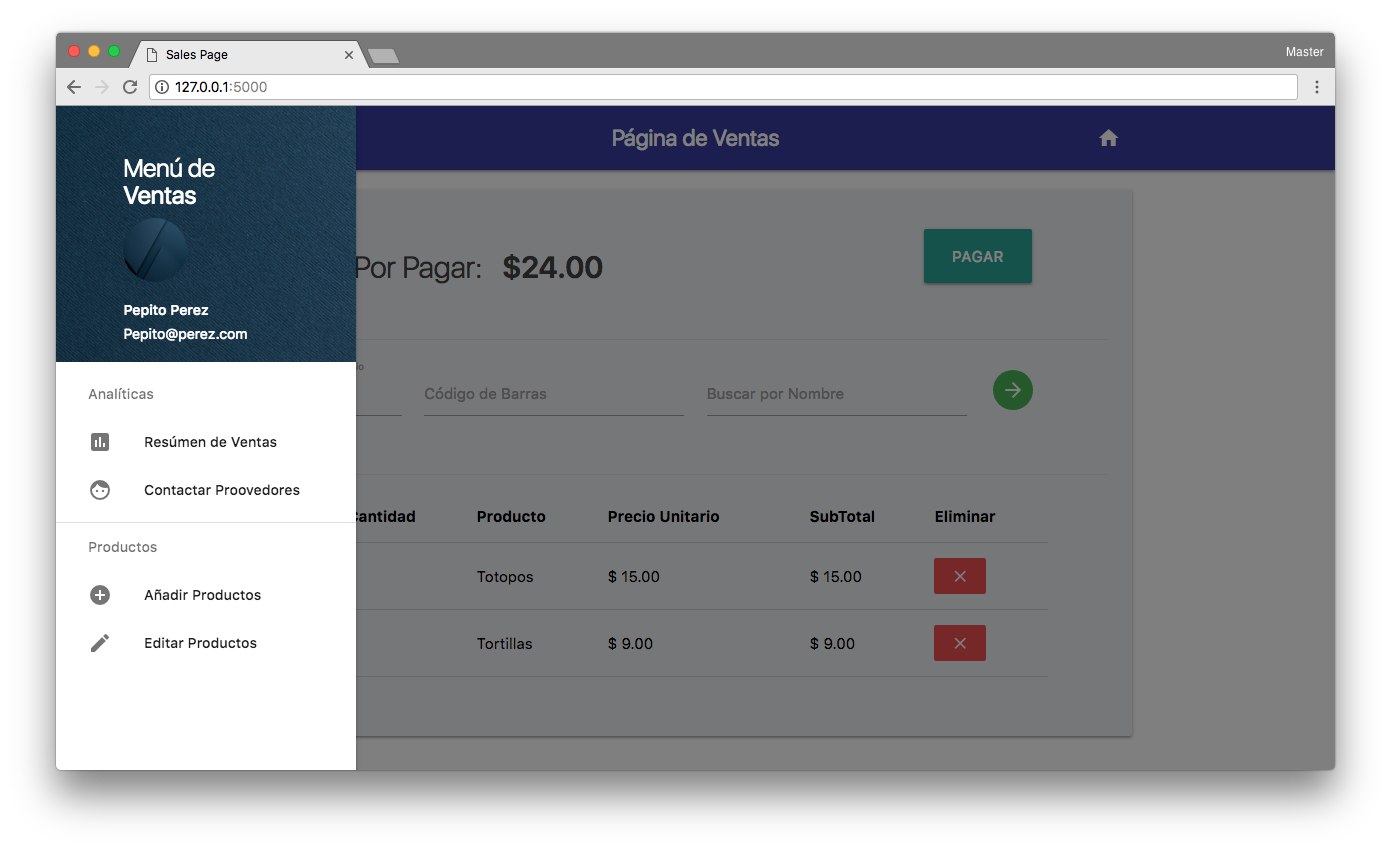 Sales Page
Master
127.0.0.1:5000
Página de Ventas
Menú de
Ventas
Pepito Perez
Pepito@perez.com
Por Pagar: $24.00
PAGAR
Código de Barras
Buscar por Nombre
Analíticas
Resúmen de Ventas
Contactar Proovedores
Productos
Añadir Productos
Editar Productos
Cantidad Producto Precio Unitario SubTotal Eliminar
Totopos $ 15.00 $ 15.00
Tortillas $ 9.00 $ 9.00